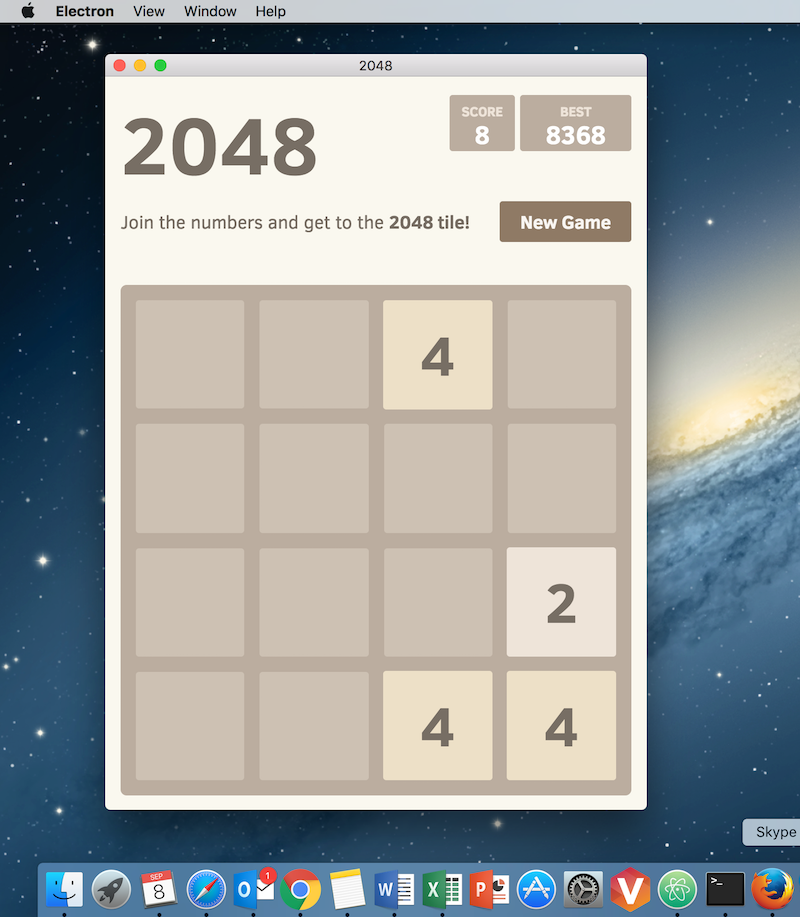 Electron View Window Help
2048
2048
SCORE
8
BEST
8368
Join the numbers and get to the 2048 tile!
New Game
4
2
4 4
Skype
SEP
8
O
1
W
X
P
V
>_